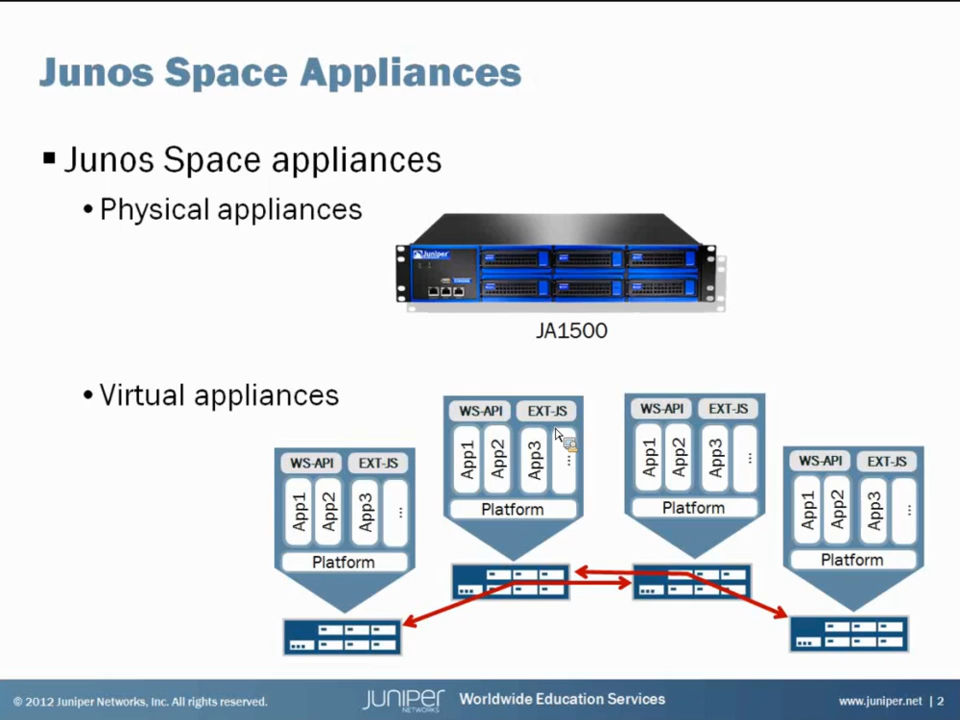 Junos Space Appliances
▪ Junos Space appliances
• Physical appliances
Juniper
JA1500
• Virtual appliances
WS-API EXT-JS
App1 App2 App3 ...
Platform
WS-API EXT-JS
App1 App2 App3 ...
Platform
WS-API EXT-JS
App1 App2 App3 ...
Platform
WS-API EXT-JS
App1 App2 App3 ...
Platform
© 2012 Juniper Networks, Inc. All rights reserved.
JUNIPER
NETWORKS
Worldwide Education Services
www.juniper.net | 2